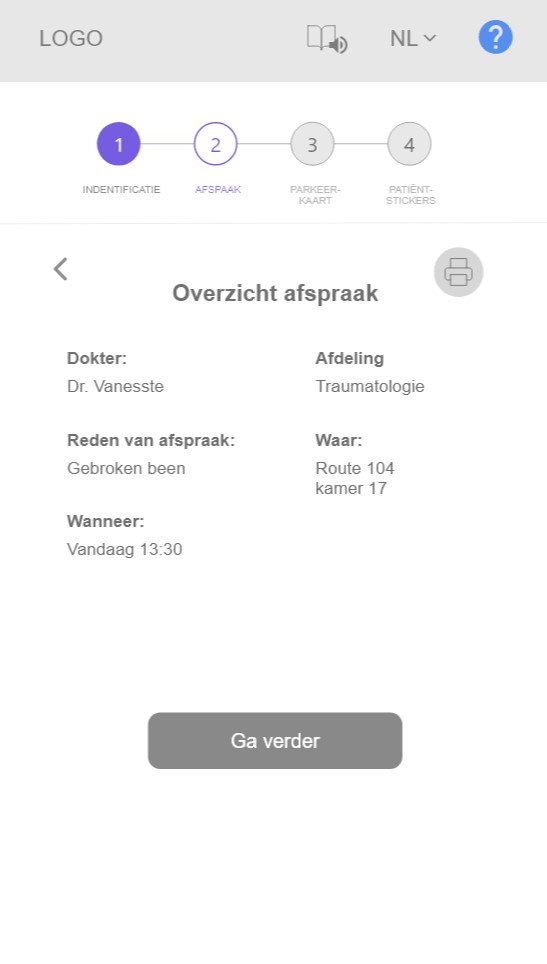 LOGO
NL
?
1
2
3
4
INDENTIFICATIE
AFSPAAK
PARKEER-
KAART
PATIËNT-
STICKERS
Overzicht afspraak
Dokter:
Dr. Vanesste
Afdeling
Traumatologie
Reden van afspraak:
Gebroken been
Waar:
Route 104
kamer 17
Wanneer:
Vandaag 13:30
Ga verder